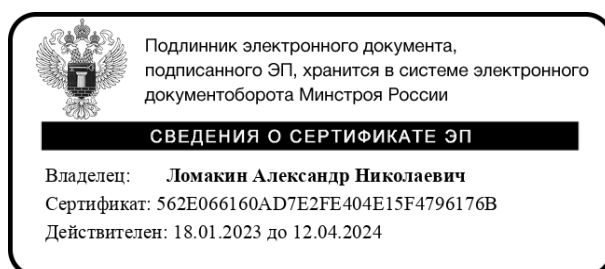 Подлинник электронного документа,
подписанного ЭП, хранится в системе электронного
документоборота Минстроя России
СВЕДЕНИЯ О СЕРТИФИКАТЕ ЭП
Владелец: Ломакин Александр Николаевич
Сертификат: 562E066160AD7E2FE404E15F4796176B
Действителен: 18.01.2023 до 12.04.2024